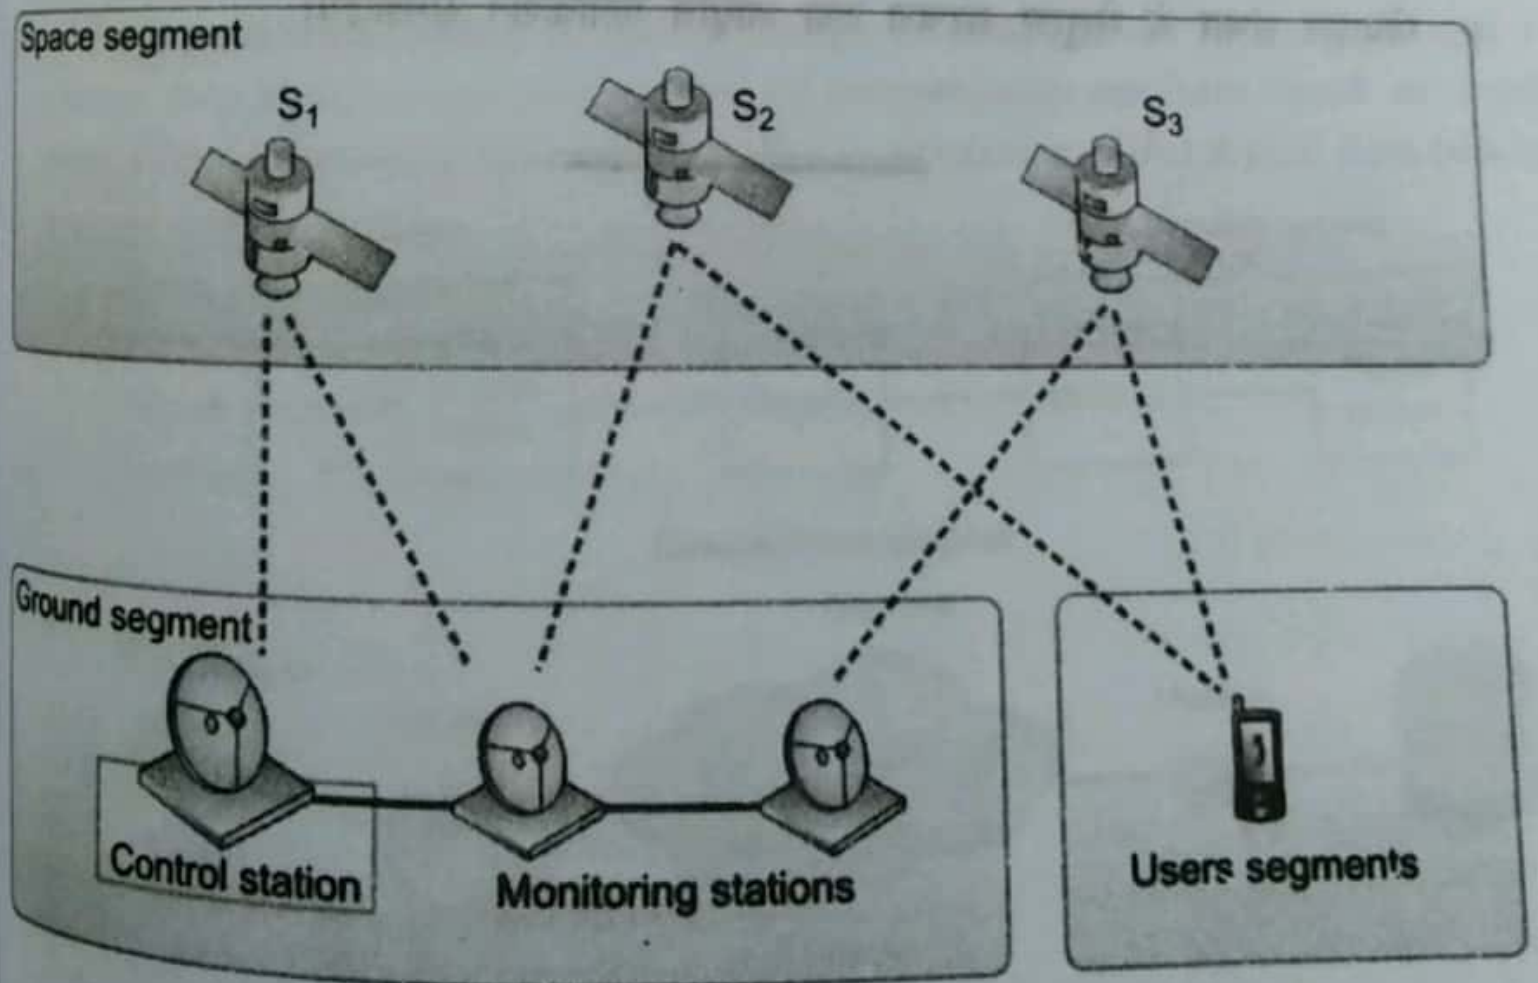 Space segment
S₁
S₂
S₃
Ground segment
Control station
Monitoring stations
Users segments